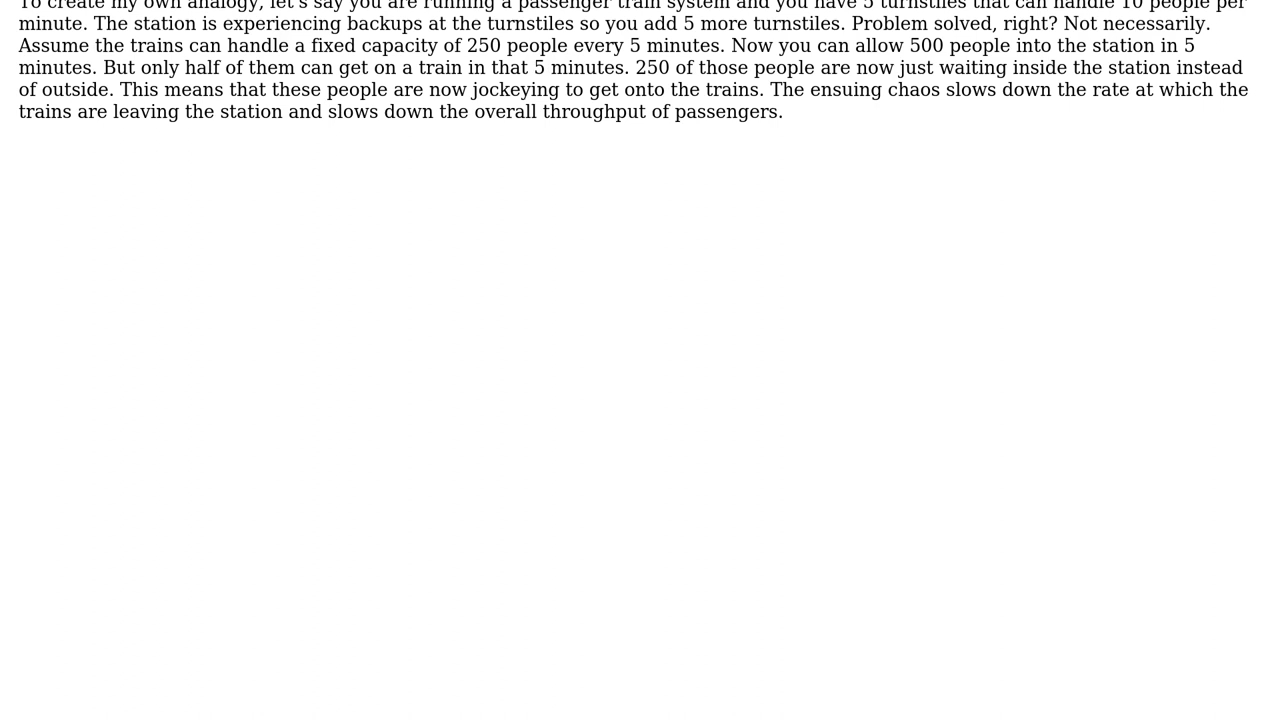 To create my own analogy, let's say you are running a passenger train system and you have 5 turnstiles that can handle 10 people per
minute. The station is experiencing backups at the turnstiles so you add 5 more turnstiles. Problem solved, right? Not necessarily.
Assume the trains can handle a fixed capacity of 250 people every 5 minutes. Now you can allow 500 people into the station in 5
minutes. But only half of them can get on a train in that 5 minutes. 250 of those people are now just waiting inside the station instead
of outside. This means that these people are now jockeying to get onto the trains. The ensuing chaos slows down the rate at which the
trains are leaving the station and slows down the overall throughput of passengers.